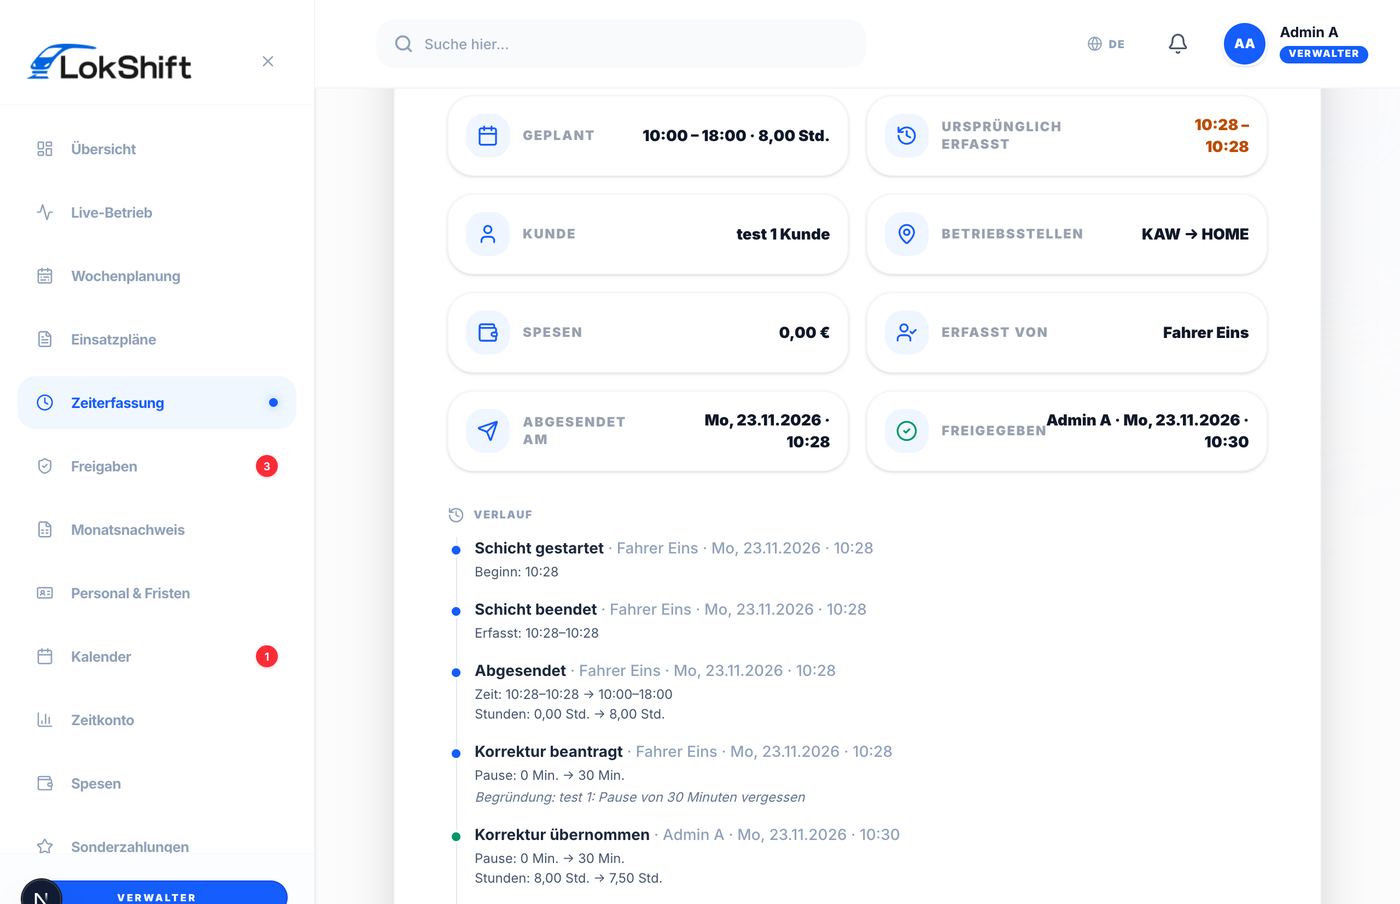 LokShift
Suche hier...
DE
AA
Admin A
VERWALTER
Übersicht
Live-Betrieb
Wochenplanung
Einsatzpläne
Zeiterfassung
Freigaben
3
Monatsnachweis
Personal & Fristen
Kalender
1
Zeitkonto
Spesen
Sonderzahlungen
N
VERWALTER
GEPLANT
10:00 – 18:00 · 8,00 Std.
URSPRÜNGLICH
ERFASST
10:28 –
10:28
KUNDE
test 1 Kunde
BETRIEBSSTELLEN
KAW → HOME
SPESEN
0,00 €
ERFASST VON
Fahrer Eins
ABGESENDET
AM
Mo, 23.11.2026 ·
10:28
FREIGEGEBEN
Admin A · Mo, 23.11.2026 ·
10:30
VERLAUF
Schicht gestartet · Fahrer Eins · Mo, 23.11.2026 · 10:28
Beginn: 10:28
Schicht beendet · Fahrer Eins · Mo, 23.11.2026 · 10:28
Erfasst: 10:28–10:28
Abgesendet · Fahrer Eins · Mo, 23.11.2026 · 10:28
Zeit: 10:28–10:28 → 10:00–18:00
Stunden: 0,00 Std. → 8,00 Std.
Korrektur beantragt · Fahrer Eins · Mo, 23.11.2026 · 10:28
Pause: 0 Min. → 30 Min.
Begründung: test 1: Pause von 30 Minuten vergessen
Korrektur übernommen · Admin A · Mo, 23.11.2026 · 10:30
Pause: 0 Min. → 30 Min.
Stunden: 8,00 Std. → 7,50 Std.